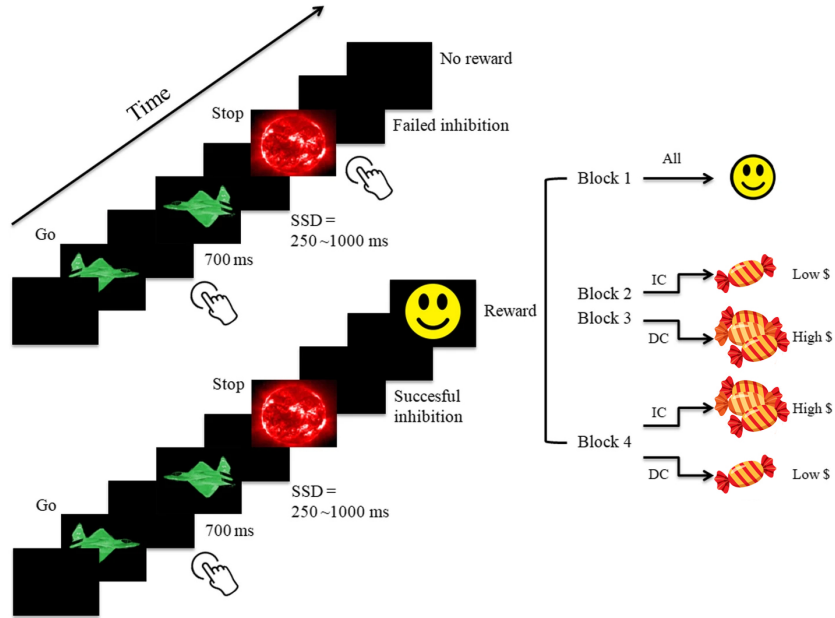 Time
No reward
Failed inhibition
Stop
SSD =
250 ~1000 ms
Go
700 ms
Reward
Succesful
inhibition
Stop
SSD =
250 ~1000 ms
Go
700 ms
Block 1
All
Block 2
Block 3
IC
Low $
DC
High $
Block 4
IC
High $
DC
Low $